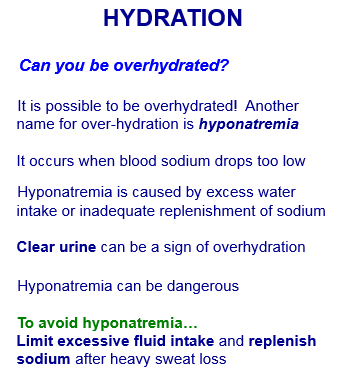 HYDRATION
Can you be overhydrated?
It is possible to be overhydrated! Another
name for over-hydration is hyponatremia
It occurs when blood sodium drops too low
Hyponatremia is caused by excess water
intake or inadequate replenishment of sodium
Clear urine can be a sign of overhydration
Hyponatremia can be dangerous
To avoid hyponatremia…
Limit excessive fluid intake and replenish
sodium after heavy sweat loss